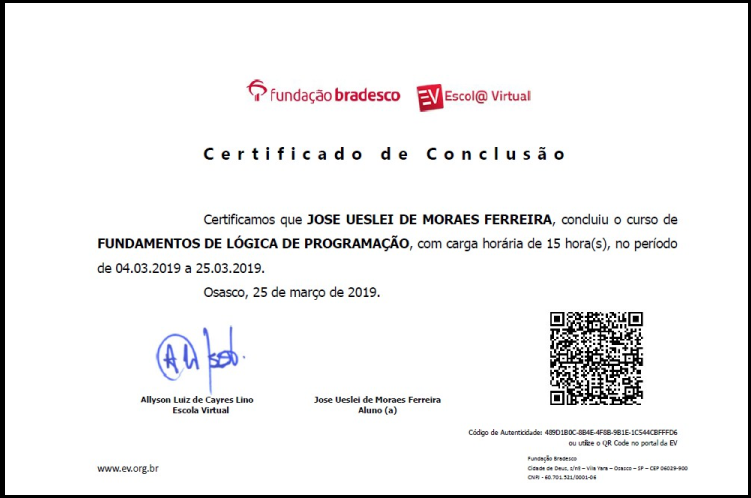 fundação bradesco EV Escol@ Virtual
Certificado de Conclusão
Certificamos que JOSE UESLEI DE MORAES FERREIRA, concluiu o curso de
FUNDAMENTOS DE LÓGICA DE PROGRAMAÇÃO, com carga horária de 15 hora(s), no período
de 04.03.2019 a 25.03.2019.
Osasco, 25 de março de 2019.
Allyson Luiz de Cayres Lino
Escola Virtual
Jose Ueslei de Moraes Ferreira
Aluno (a)
Código de Autenticidade: 489D1B0C-8B4E-4F8B-9B1E-1C544CBFFFD6
ou utilize o QR Code no portal da EV
www.ev.org.br
Fundação Bradesco
Cidade de Deus, s/nº – Vila Yara – Osasco – SP – CEP 06029-900
CNPJ - 60.701.521/0001-06